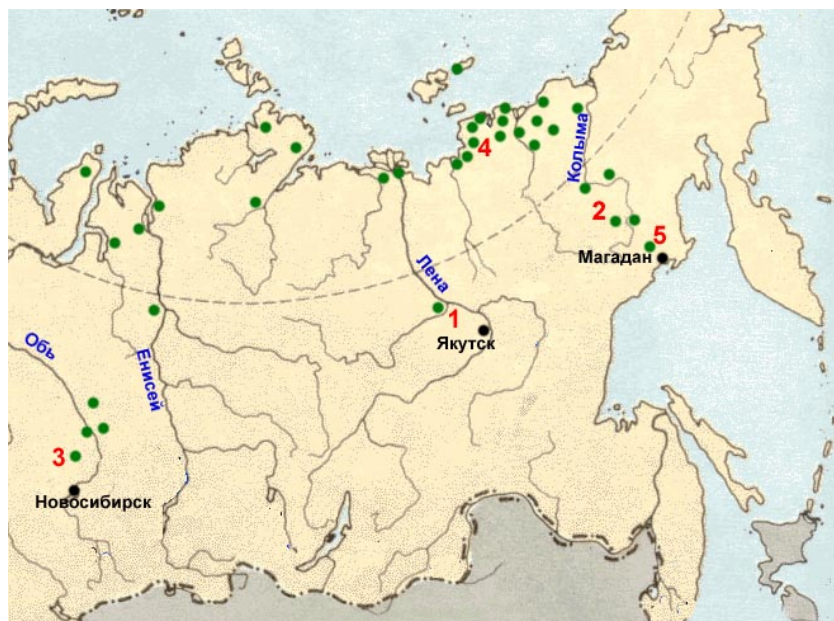 Колыма
4
2
5
Магадан
Лена
1
Якутск
Обь
Енисей
3
Новосибирск